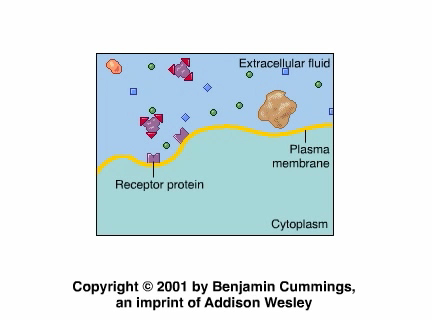 Extracellular fluid
Plasma
membrane
Receptor protein
Cytoplasm
Copyright © 2001 by Benjamin Cummings,
an imprint of Addison Wesley